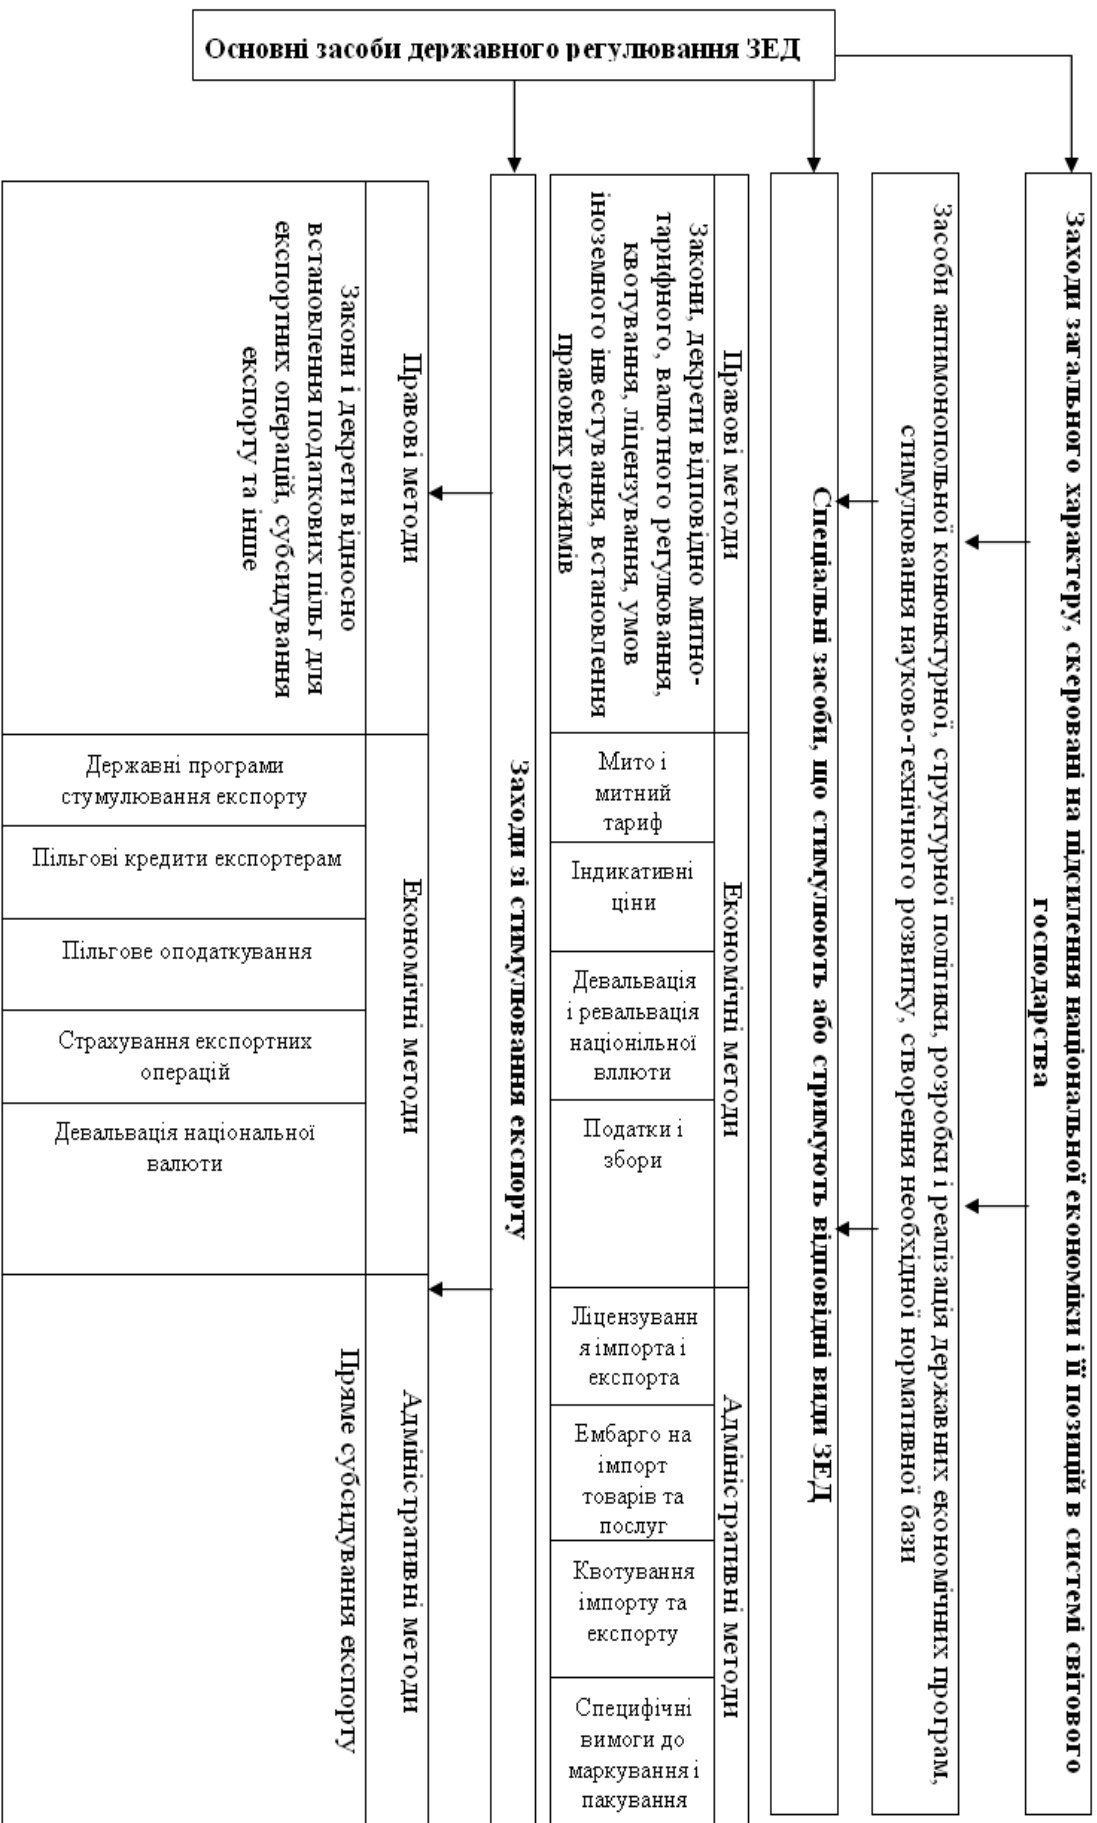 Основні засоби державного регулювання ЗЕД
Заходи загального характеру, скеровані на підсилення національної економіки і її позицій в системі світового
господарства
Засоби антимонопольної конюнктурної, структурної політики, розробки і реалізація державних економічних програм,
стимулювання науково-технічного розвитку, створення необхідної нормативної бази
Спеціальні засоби, що стимулюють або стримують відповідні види ЗЕД
Правові методи
Закони, декрети відповідно митно-
тарифного, валютного регулювання,
квотування, ліцензування, умов
іноземного інвестування, встановлення
правових режимів
Економічні методи
Мито і
митний
тариф
Індикативні
ціни
Девальвація
і ревальвація
націонільної
вллюти
Податки і
збори
Адміністративні методи
Ліцензуванн
я імпорта і
експорта
Ембарго на
імпорт
товарів та
послуг
Квотування
імпорту та
експорту
Специфічні
вимоги до
маркування і
пакування
Заходи зі стимулювання експорту
Правові методи
Закони і декрети відносно
встановлення податкових пільг для
експортних операцій, субсидування
експорту та інше
Економічні методи
Державні програми
стумулювання експорту
Пільгові кредити експортерам
Пільгове оподаткування
Страхування експортних
операцій
Девальвація національної
валюти
Адміністративні методи
Пряме субсидування експорту